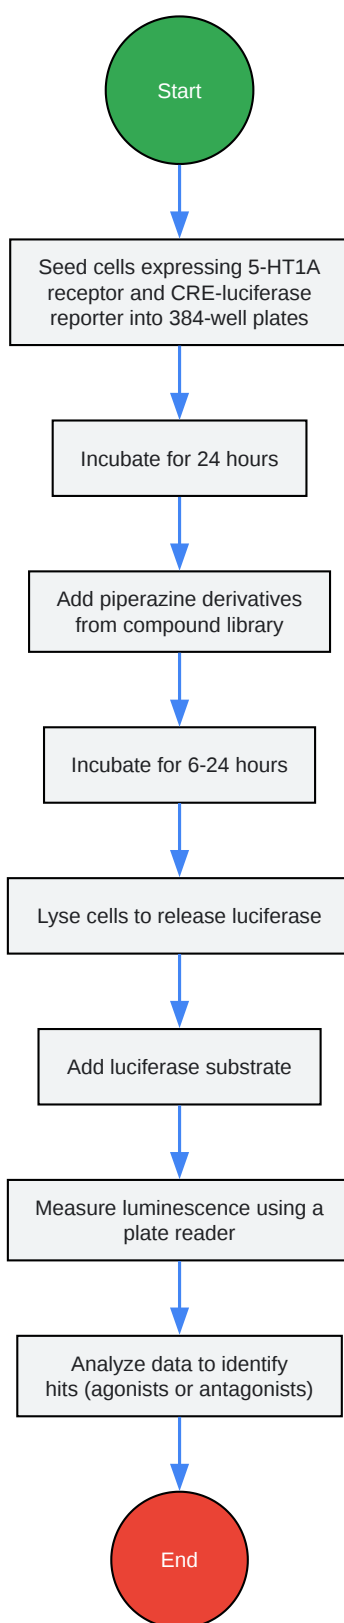 Start
Seed cells expressing 5-HT1A
receptor and CRE-luciferase
reporter into 384-well plates
Incubate for 24 hours
Add piperazine derivatives
from compound library
Incubate for 6-24 hours
Lyse cells to release luciferase
Add luciferase substrate
Measure luminescence using a
plate reader
Analyze data to identify
hits (agonists or antagonists)
End